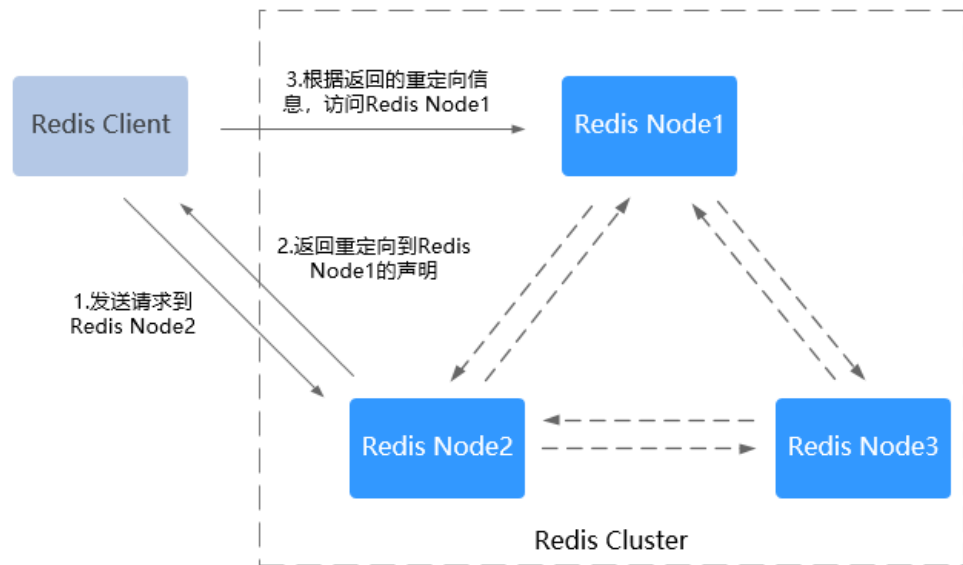 3.根据返回的重定向信
息，访问Redis Node1
Redis Client
Redis Node1
2.返回重定向到Redis
Node1的声明
1.发送请求到
Redis Node2
Redis Node2
Redis Node3
Redis Cluster